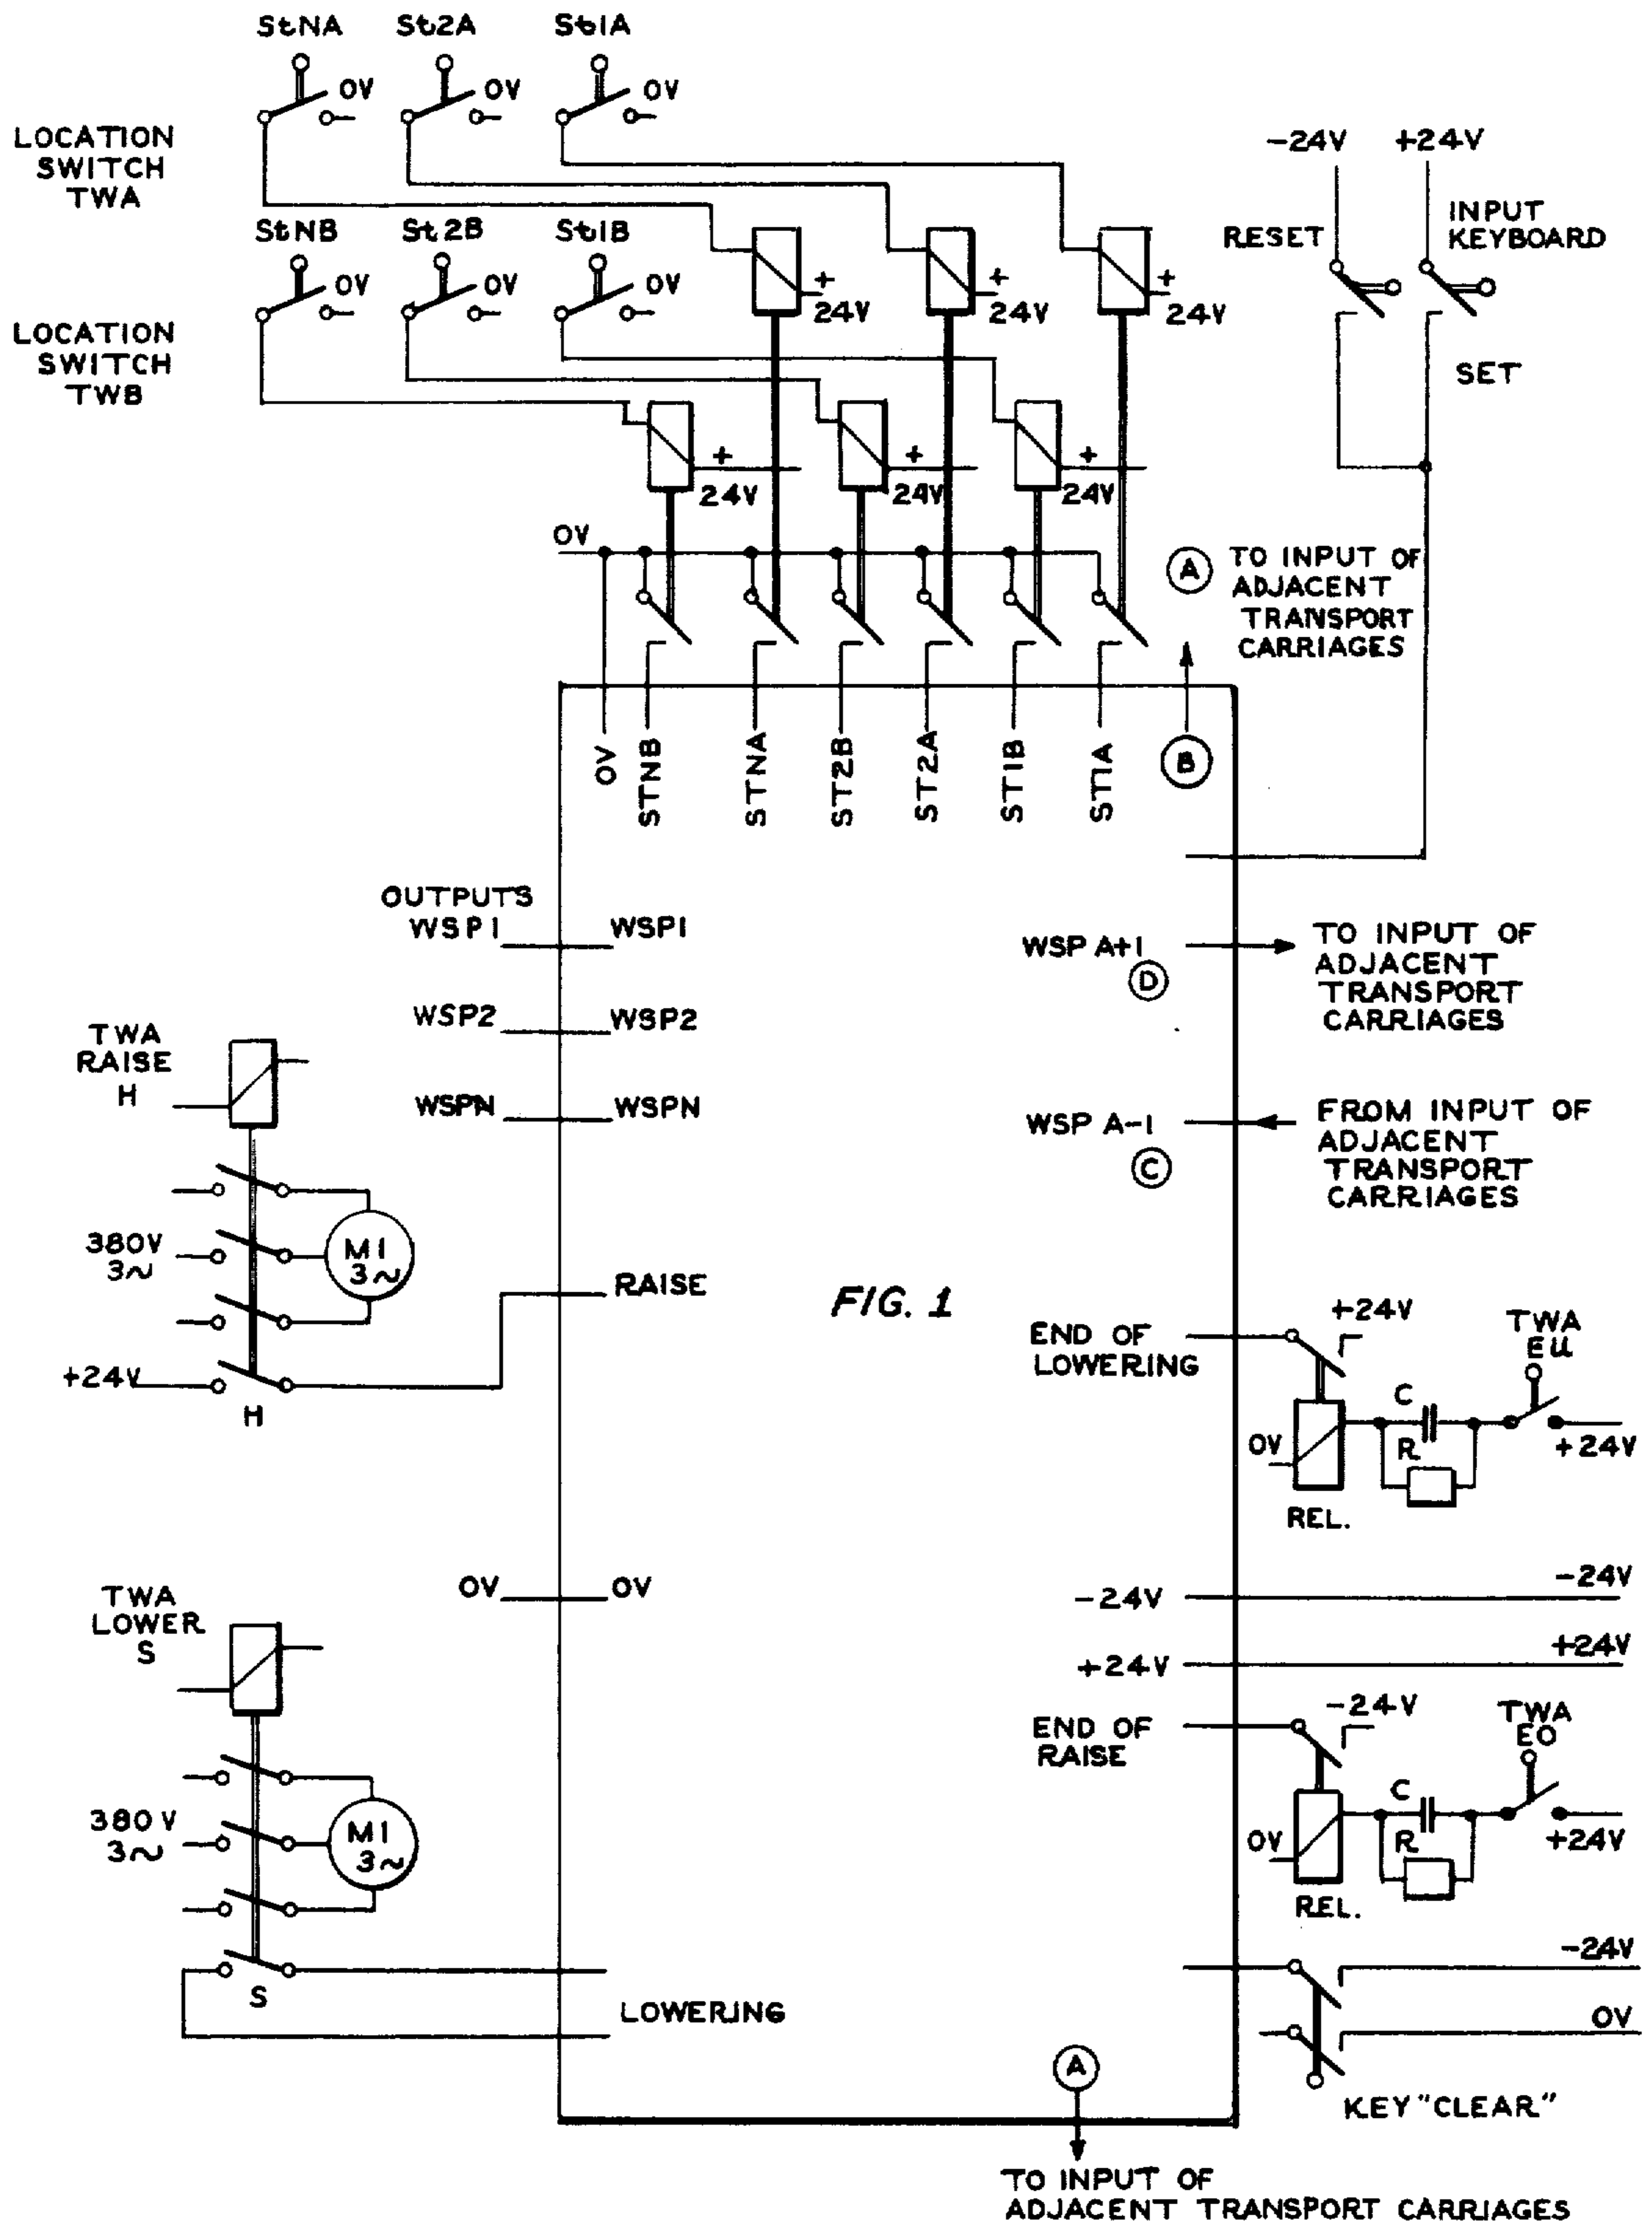 StNA St2A St1A
OV OV OV
LOCATION
SWITCH
TWA
-24V +24V
RESET
INPUT
KEYBOARD
SET
StNB St2B St1B
OV OV OV
LOCATION
SWITCH
TWB
+
24V
+
24V
+
24V
+
24V
+
24V
+
24V
OV
A
TO INPUT OF
ADJACENT
TRANSPORT
CARRIAGES
OV
STNB
STNA
ST2B
ST2A
ST1B
ST1A
B
OUTPUTS
WSP1 WSP1
WSP2 WSP2
WSPN WSPN
WSP A+1
D
TO INPUT OF
ADJACENT
TRANSPORT
CARRIAGES
WSP A-1
C
FROM INPUT OF
ADJACENT
TRANSPORT
CARRIAGES
TWA
RAISE
H
380V
3~
M1
3~
+24V
H
RAISE
FIG. 1
END OF
LOWERING
+24V
TWA
EU
C
R
OV
+24V
REL.
OV OV
-24V -24V
+24V +24V
TWA
LOWER
S
380V
3~
M1
3~
S
LOWERING
END OF
RAISE
-24V
TWA
EO
C
R
OV
+24V
REL.
-24V
OV
KEY "CLEAR"
A
TO INPUT OF
ADJACENT TRANSPORT CARRIAGES